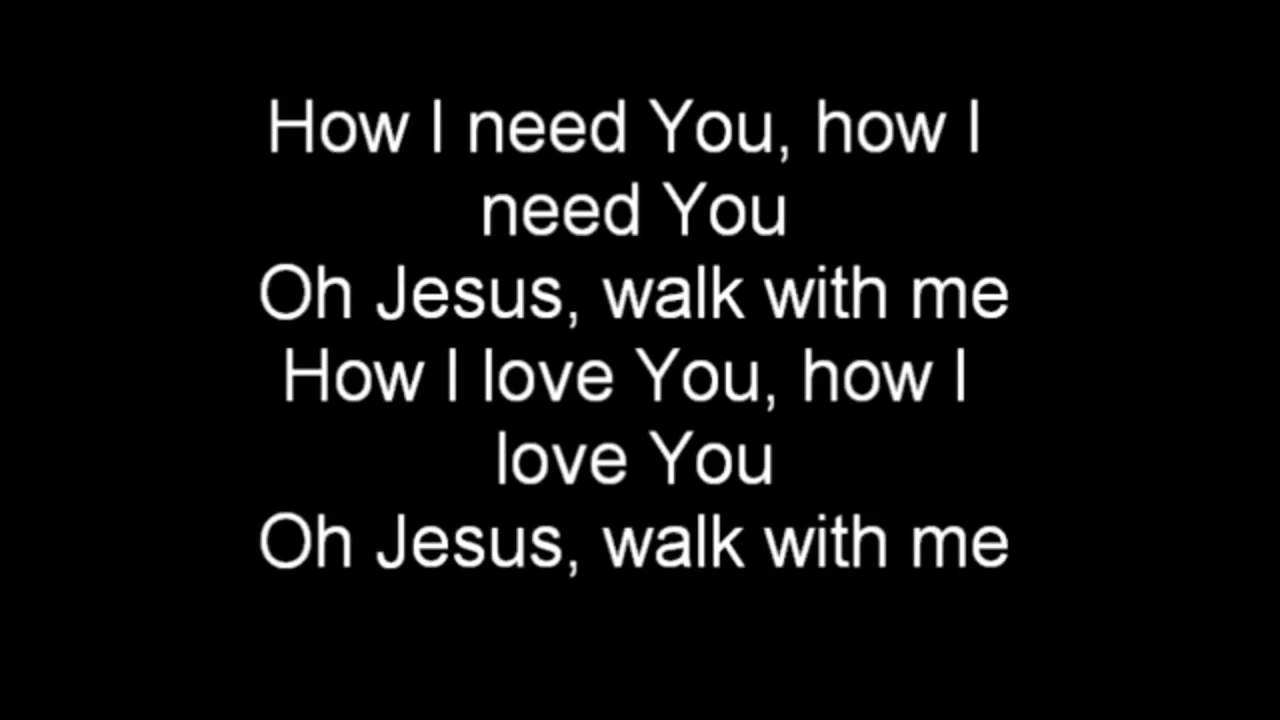 How I need You, how I
need You
Oh Jesus, walk with me
How I love You, how I
love You
Oh Jesus, walk with me